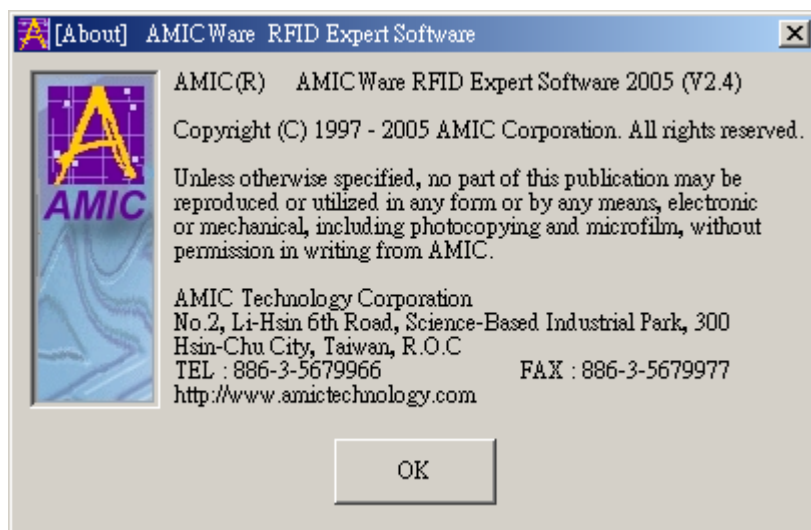 [About] AMICWare RFID Expert Software
AMIC
AMIC(R) AMICWare RFID Expert Software 2005 (V2.4)
Copyright (C) 1997 - 2005 AMIC Corporation. All rights reserved.
Unless otherwise specified, no part of this publication may be
reproduced or utilized in any form or by any means, electronic
or mechanical, including photocopying and microfilm, without
permission in writing from AMIC.
AMIC Technology Corporation
No.2, Li-Hsin 6th Road, Science-Based Industrial Park, 300
Hsin-Chu City, Taiwan, R.O.C
TEL : 886-3-5679966 FAX : 886-3-5679977
http://www.amictechnology.com
OK